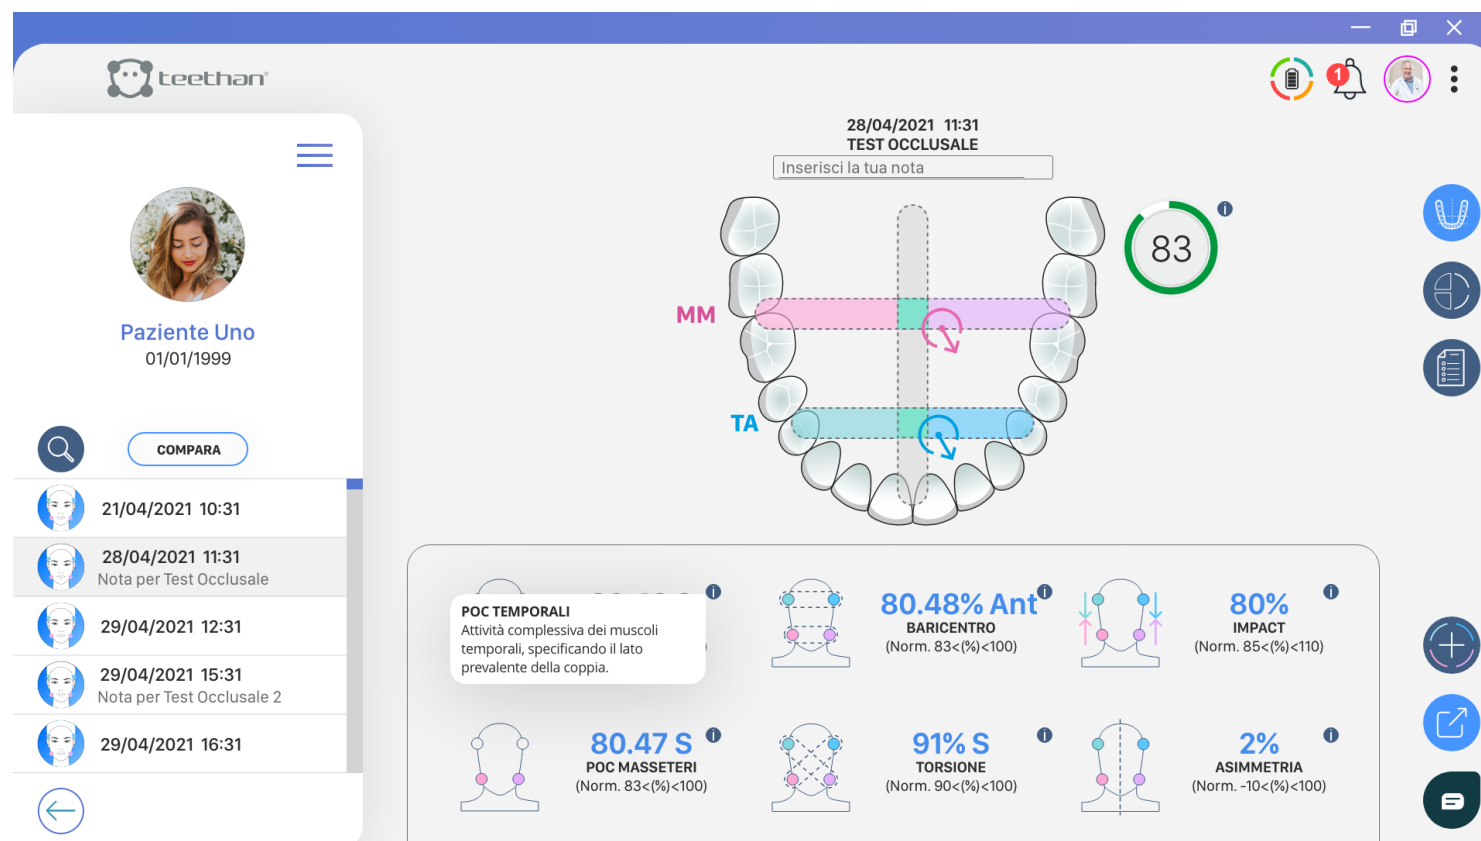 teethan
1
28/04/2021 11:31
TEST OCCLUSALE
Inserisci la tua nota
83
MM
TA
Paziente Uno
01/01/1999
COMPARA
21/04/2021 10:31
28/04/2021 11:31
Nota per Test Occlusale
29/04/2021 12:31
29/04/2021 15:31
Nota per Test Occlusale 2
29/04/2021 16:31
POC TEMPORALI
Attività complessiva dei muscoli
temporali, specificando il lato
prevalente della coppia.
80.48% Ant
BARICENTRO
(Norm. 83<(%)<100)
80%
IMPACT
(Norm. 85<(%)<110)
80.47 S
POC MASSETERI
(Norm. 83<(%)<100)
91% S
TORSIONE
(Norm. 90<(%)<100)
2%
ASIMMETRIA
(Norm. -10<(%)<100)